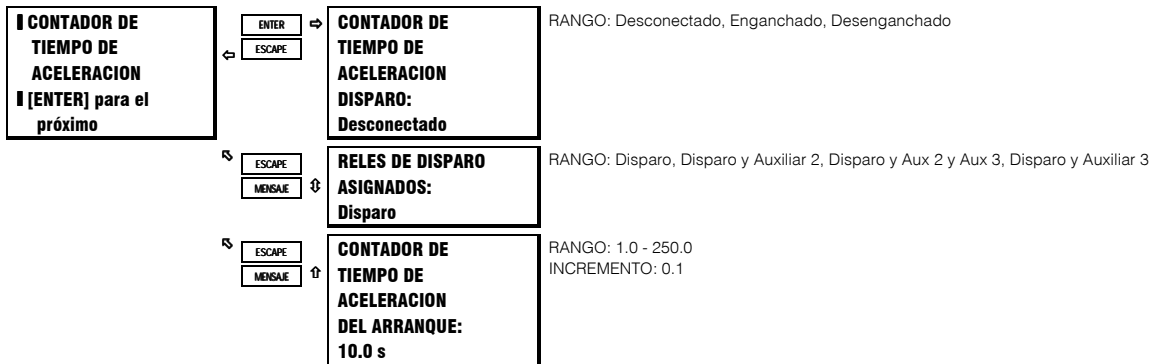 CONTADOR DE
TIEMPO DE
ACELERACION
[ENTER] para el
próximo
ENTER
ESCAPE
CONTADOR DE
TIEMPO DE
ACELERACION
DISPARO:
Desconectado
RANGO: Desconectado, Enganchado, Desenganchado
ESCAPE
MENSAJE
RELES DE DISPARO
ASIGNADOS:
Disparo
RANGO: Disparo, Disparo y Auxiliar 2, Disparo y Aux 2 y Aux 3, Disparo y Auxiliar 3
ESCAPE
MENSAJE
CONTADOR DE
TIEMPO DE
ACELERACION
DEL ARRANQUE:
10.0 s
RANGO: 1.0 - 250.0
INCREMENTO: 0.1